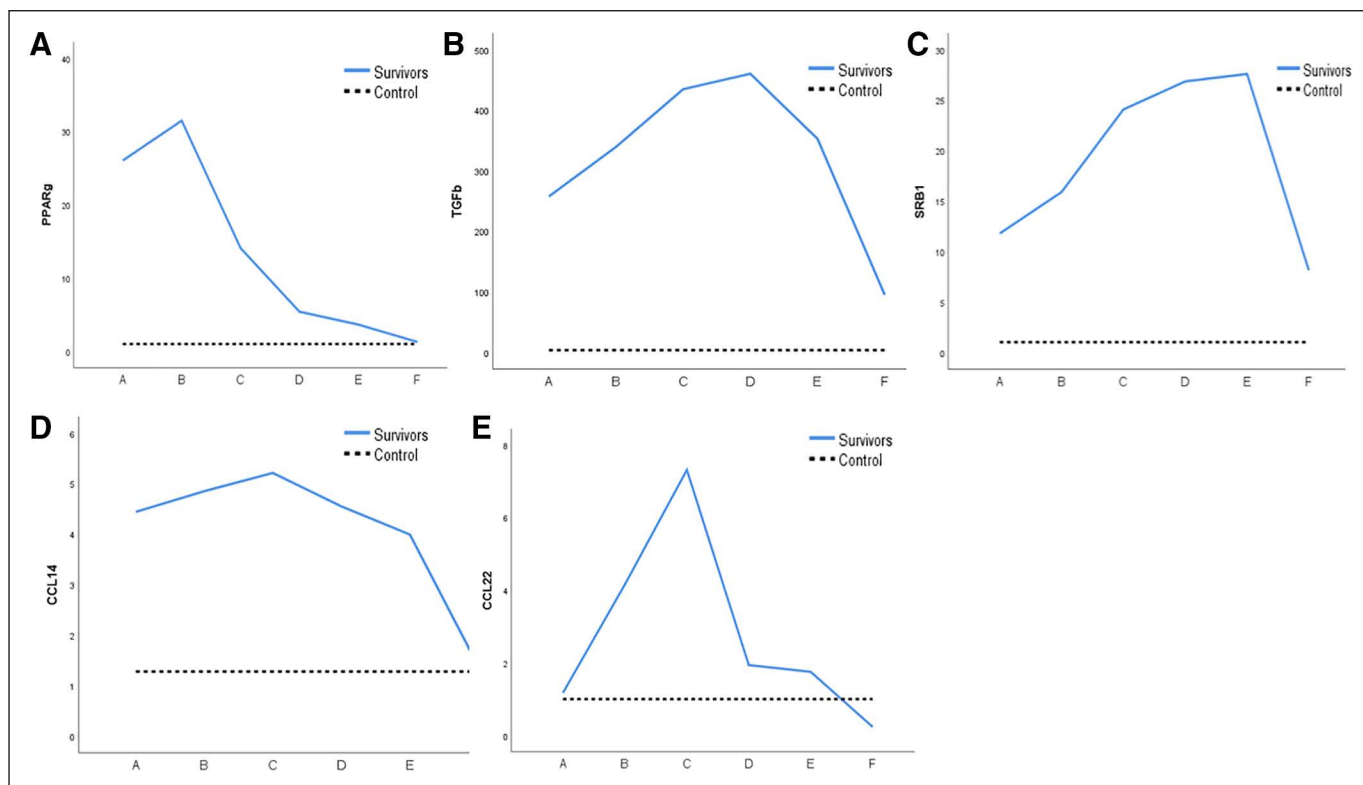 A
PPARg
40
30
20
10
0
Survivors
Control
A B C D E F
B
TGFb
500
400
300
200
100
0
Survivors
Control
A B C D E F
C
SRB1
30
25
20
15
10
5
0
Survivors
Control
A B C D E F
D
CCL14
6
5
4
3
2
1
0
Survivors
Control
A B C D E
E
CCL22
8
6
4
2
0
Survivors
Control
A B C D E F